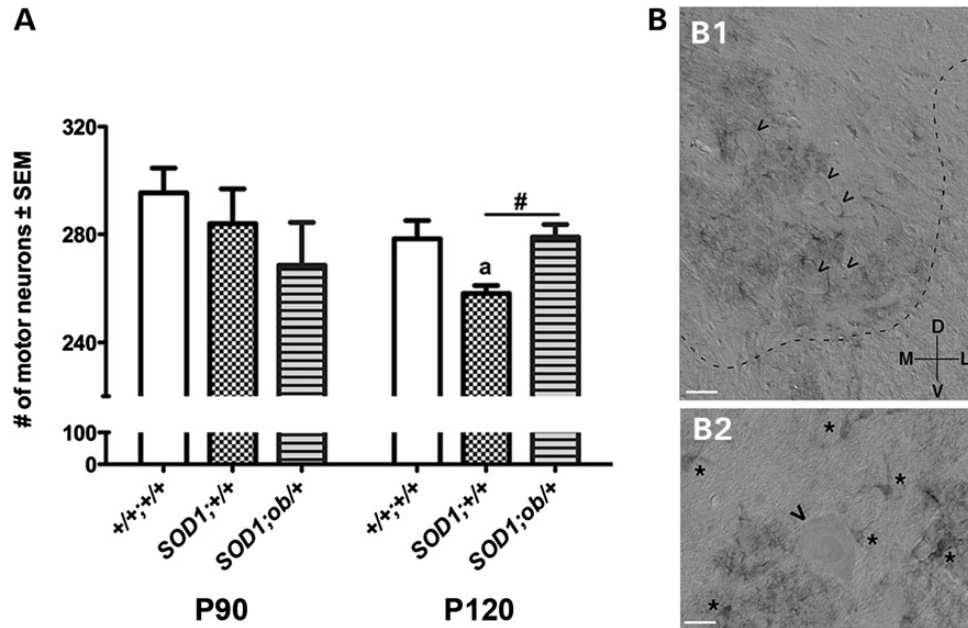 A
# of motor neurons ± SEM
320
280
240
100
0
a
#
+/+;+/+
SOD1;+/+
SOD1;ob/+
+/+;+/+
SOD1;+/+
SOD1;ob/+
P90
P120
B
B1
>
>
>
>
>
D
M
L
V
B2
*
*
*
>
*
*
*